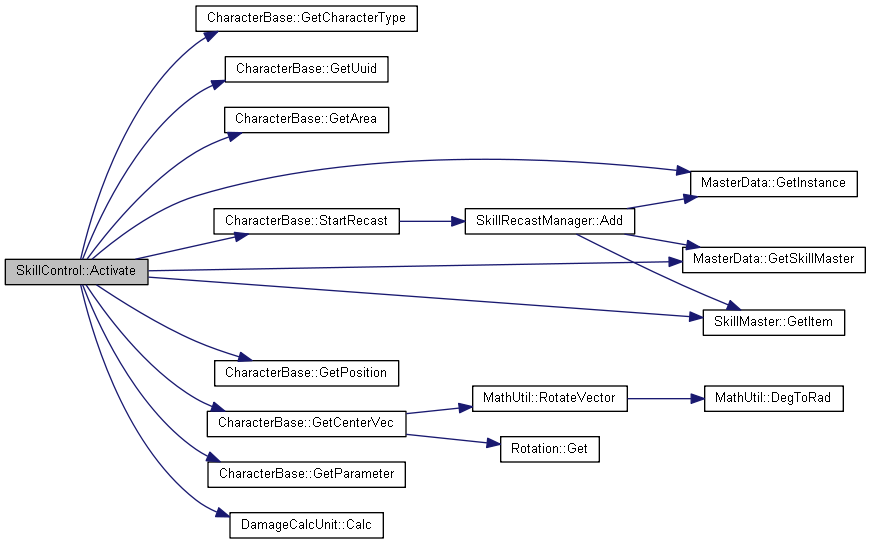 CharacterBase::GetCharacterType
CharacterBase::GetUuid
CharacterBase::GetArea
MasterData::GetInstance
CharacterBase::StartRecast
SkillRecastManager::Add
MasterData::GetSkillMaster
SkillControl::Activate
SkillMaster::GetItem
CharacterBase::GetPosition
MathUtil::RotateVector
MathUtil::DegToRad
CharacterBase::GetCenterVec
Rotation::Get
CharacterBase::GetParameter
DamageCalcUnit::Calc